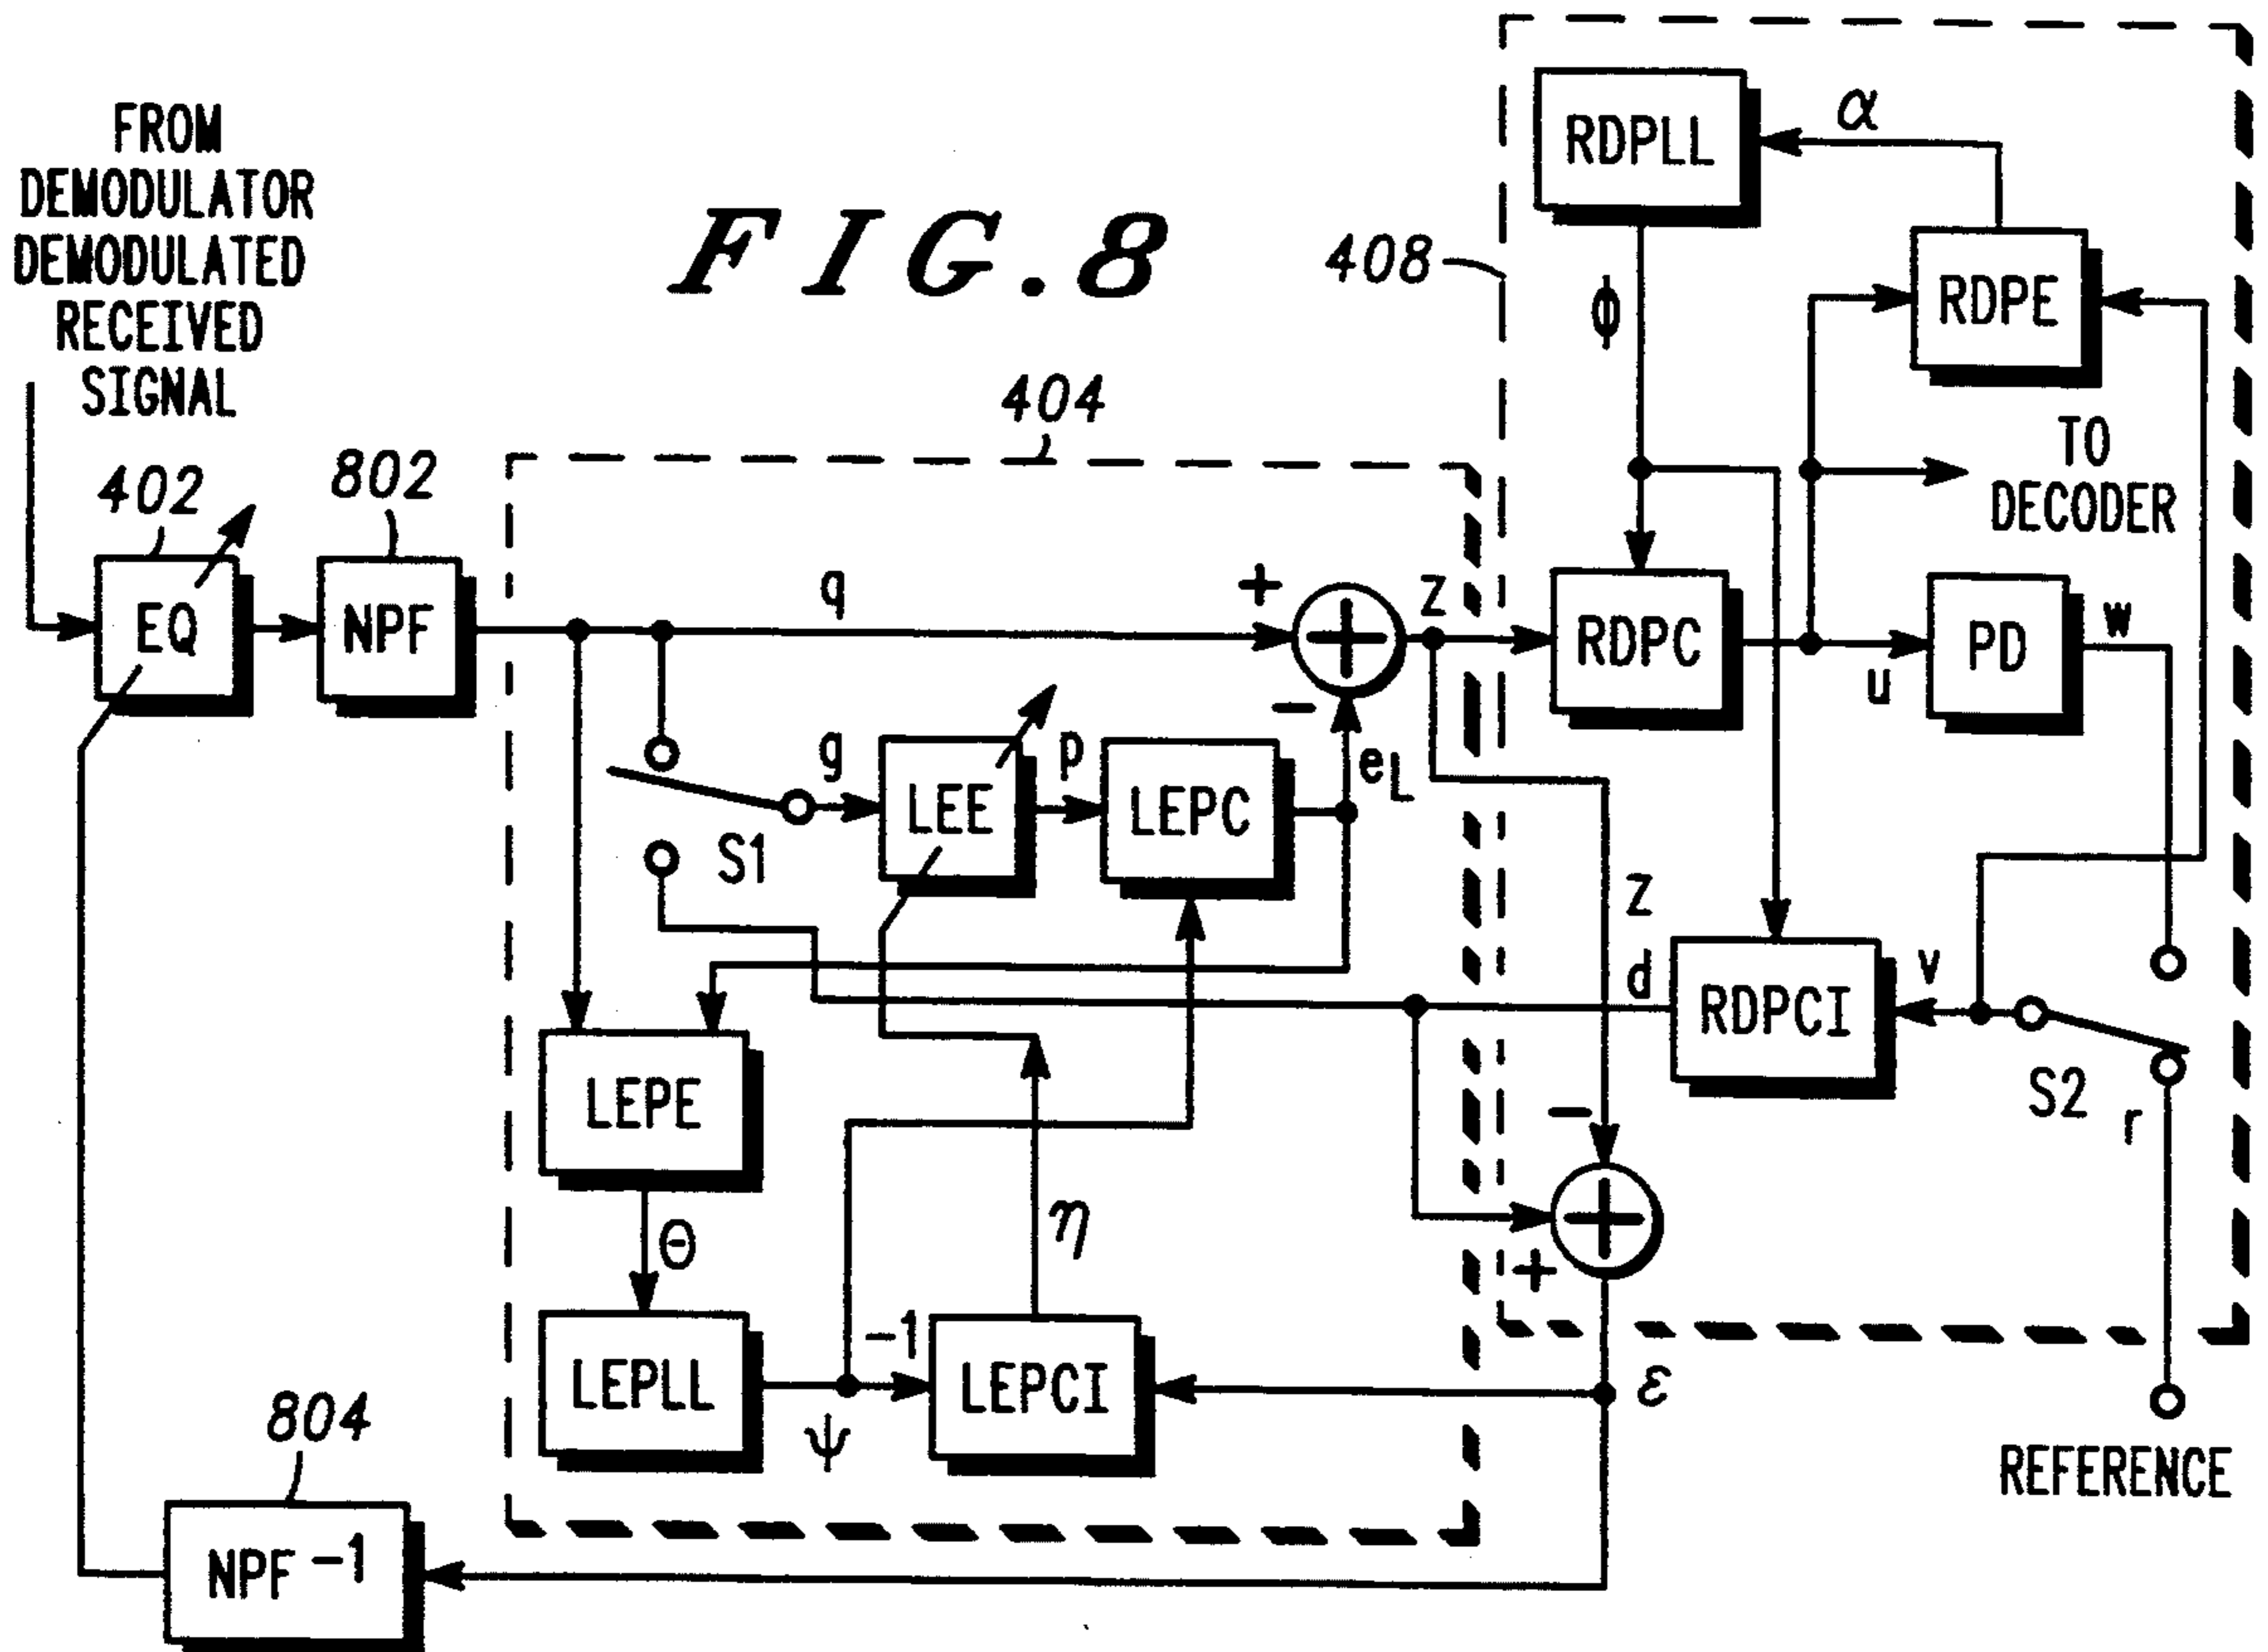 FROM
DEMODULATOR
DEMODULATED
RECEIVED
SIGNAL
FIG.8
408
RDPLL
α
RDPE
ϕ
404
TO
DECODER
402
802
EQ
NPF
q
+
−
z
RDPC
u
PD
w
g
LEE
p
LEPC
eL
S1
z
d
RDPCI
v
S2
r
LEPE
−
+
θ
η
LEPLL
ψ
-1
LEPCI
ε
REFERENCE
804
NPF -1